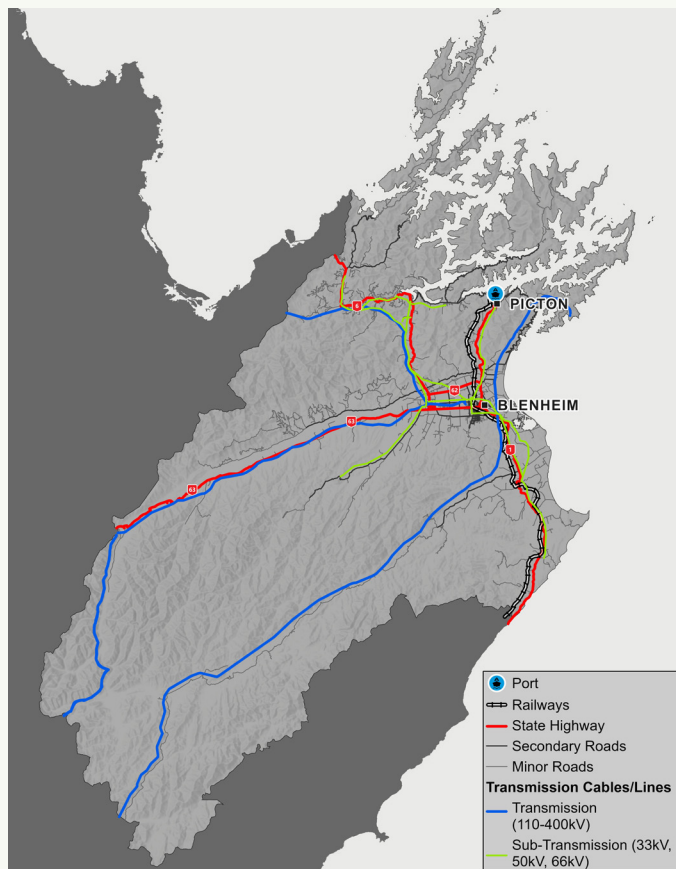 6
PICTON
62
BLENHEIM
63
1
63
Port
Railways
State Highway
Secondary Roads
Minor Roads
Transmission Cables/Lines
Transmission
(110-400kV)
Sub-Transmission (33kV,
50kV, 66kV)